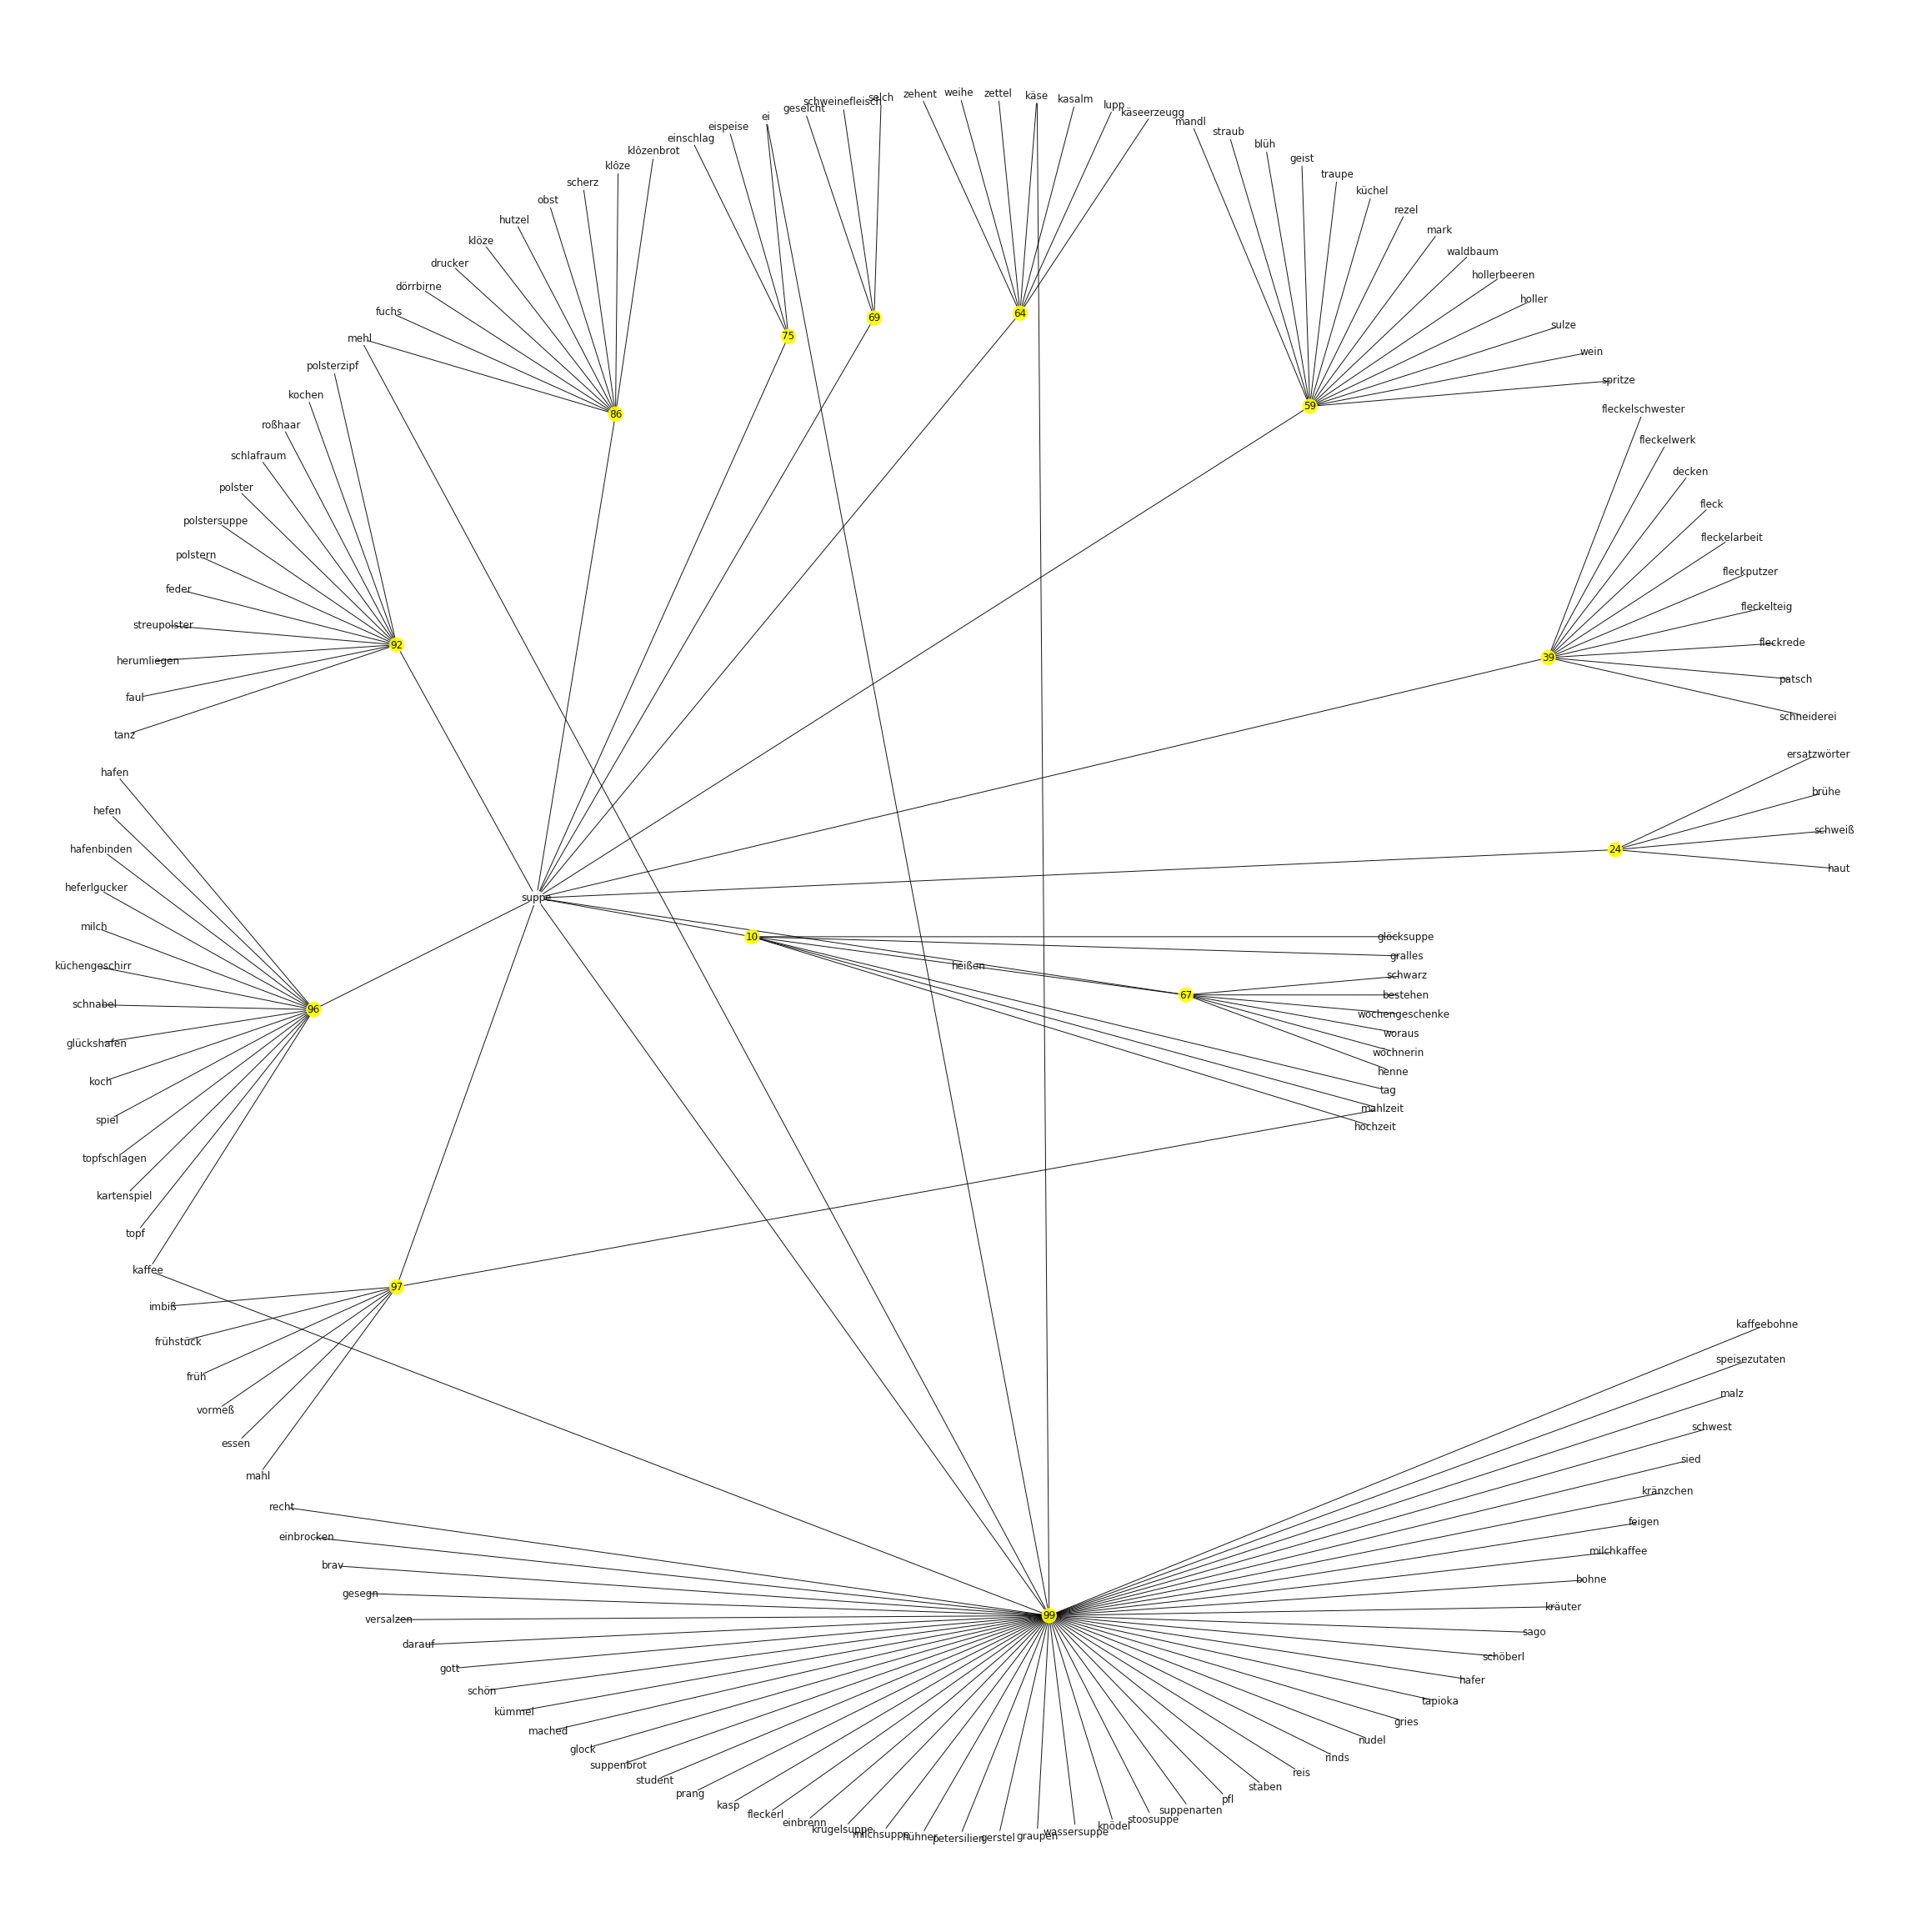 zehent
weihe
zettel
käse
kasalm
lupp
käseerzeugg
selch
schweinefleisch
geselcht
ei
eispeise
einschlag
klôzenbrot
klôze
scherz
obst
hutzel
klöze
drucker
dörrbirne
fuchs
mehl
mandl
straub
blüh
geist
traupe
küchel
rezel
mark
waldbaum
hollerbeeren
holler
sulze
wein
spritze
75
69
64
86
59
polsterzipf
kochen
roßhaar
schlafraum
polster
polstersuppe
polstern
feder
streupolster
herumliegen
faul
tanz
92
fleckelschwester
fleckelwerk
decken
fleck
fleckelarbeit
fleckputzer
fleckelteig
fleckrede
patsch
schneiderei
39
ersatzwörter
brühe
schweiß
haut
24
suppe
10
heißen
67
glöcksuppe
gralles
schwarz
bestehen
wochengeschenke
woraus
wöchnerin
henne
tag
mahlzeit
hochzeit
hafen
hefen
hafenbinden
heferlgucker
milch
küchengeschirr
schnabel
glückshafen
koch
spiel
topfschlagen
kartenspiel
topf
kaffee
96
97
imbiß
frühstück
früh
vormeß
essen
mahl
kaffeebohne
speisezutaten
malz
schwest
sied
kränzchen
feigen
milchkaffee
bohne
kräuter
sago
schöberl
hafer
tapioka
gries
nudel
rinds
reis
staben
pfl
suppenarten
stoosuppe
knödel
wassersuppe
graupen
gerstel
petersilien
hühner
milchsuppe
krügelsuppe
einbrenn
fleckerl
kasp
prang
student
suppenbrot
glock
mached
kümmel
schön
gott
darauf
versalzen
gesegn
brav
einbrocken
recht
99